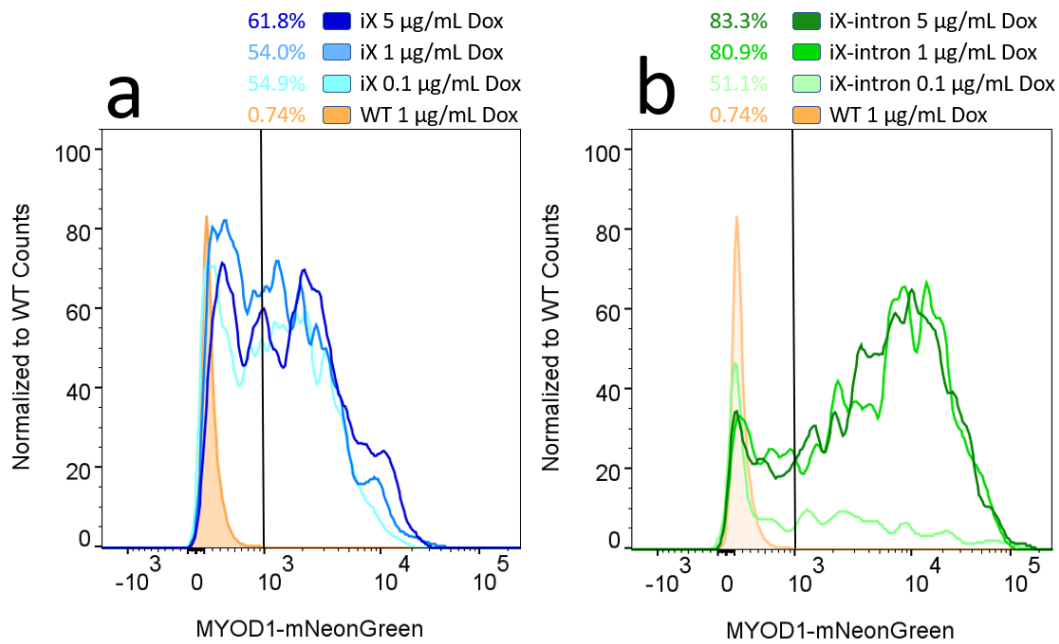 a
61.8% iX 5 µg/mL Dox
54.0% iX 1 µg/mL Dox
54.9% iX 0.1 µg/mL Dox
0.74% WT 1 µg/mL Dox
Normalized to WT Counts
100
80
60
40
20
0
-10³ 0 10³ 10⁴ 10⁵
MYOD1-mNeonGreen
b
83.3% iX-intron 5 µg/mL Dox
80.9% iX-intron 1 µg/mL Dox
51.1% iX-intron 0.1 µg/mL Dox
0.74% WT 1 µg/mL Dox
Normalized to WT Counts
100
80
60
40
20
0
-10³ 0 10³ 10⁴ 10⁵
MYOD1-mNeonGreen